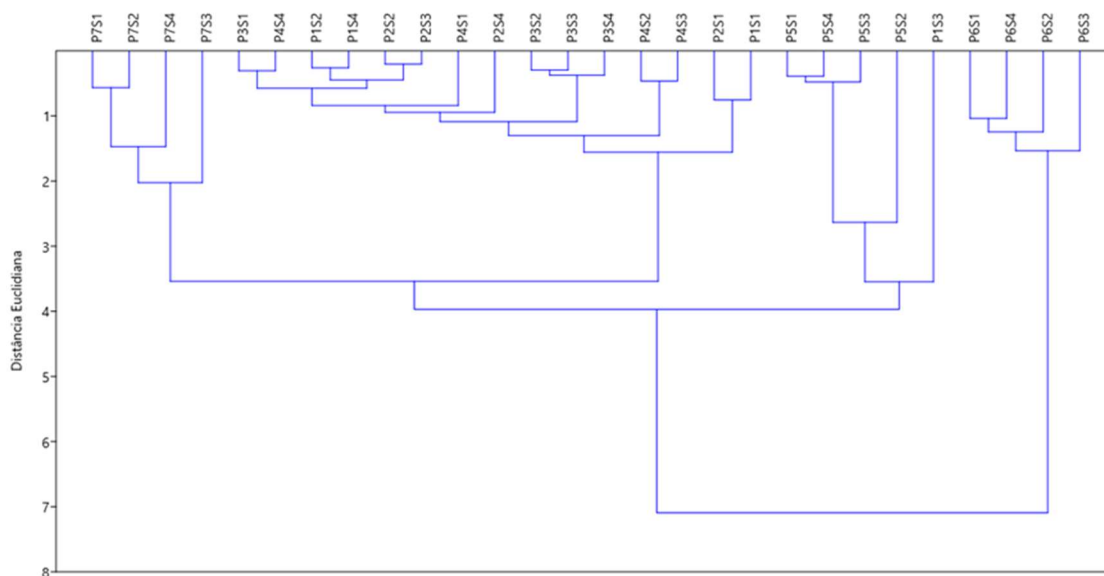 P7S1
P7S2
P7S4
P7S3
P3S1
P4S4
P1S2
P1S4
P2S2
P2S3
P4S1
P2S4
P3S2
P3S3
P3S4
P4S2
P4S3
P2S1
P1S1
P5S1
P5S4
P5S3
P5S2
P1S3
P6S1
P6S4
P6S2
P6S3
1
2
3
4
5
6
7
8
Distância Euclidiana